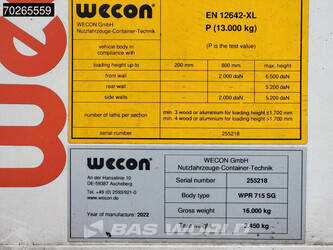 70265559
wecon
WECON GmbH
Nutzfahrzeuge-Container-Technik
EN 12642-XL
P (13.000 kg)
vehicle body in
compliance with
(P is the test value)
loading height up to 200 mm 800 mm max. height
front wall - 2.000 daN 6.500 daN
rear wall - - 5.200 daN
side walls - 2.000 daN 5.200 daN
number of laths per section
min. 3 wood or aluminium for loading height ≤1.700 mm
min. 4 wood or aluminium for loading height >1.700 mm
serial number 255218
wecon
WECON GmbH
Nutzfahrzeuge-Container-Technik
An der Hansalinie 10
DE-59387 Ascheberg
Tel. +49 (0) 2593/921-0
www.wecon.de
Serial number 255218
Body type WPR 715 SG
Gross weight 16.000 kg
Year of manufacture: 2022
2.450 kg
BAS WORLD